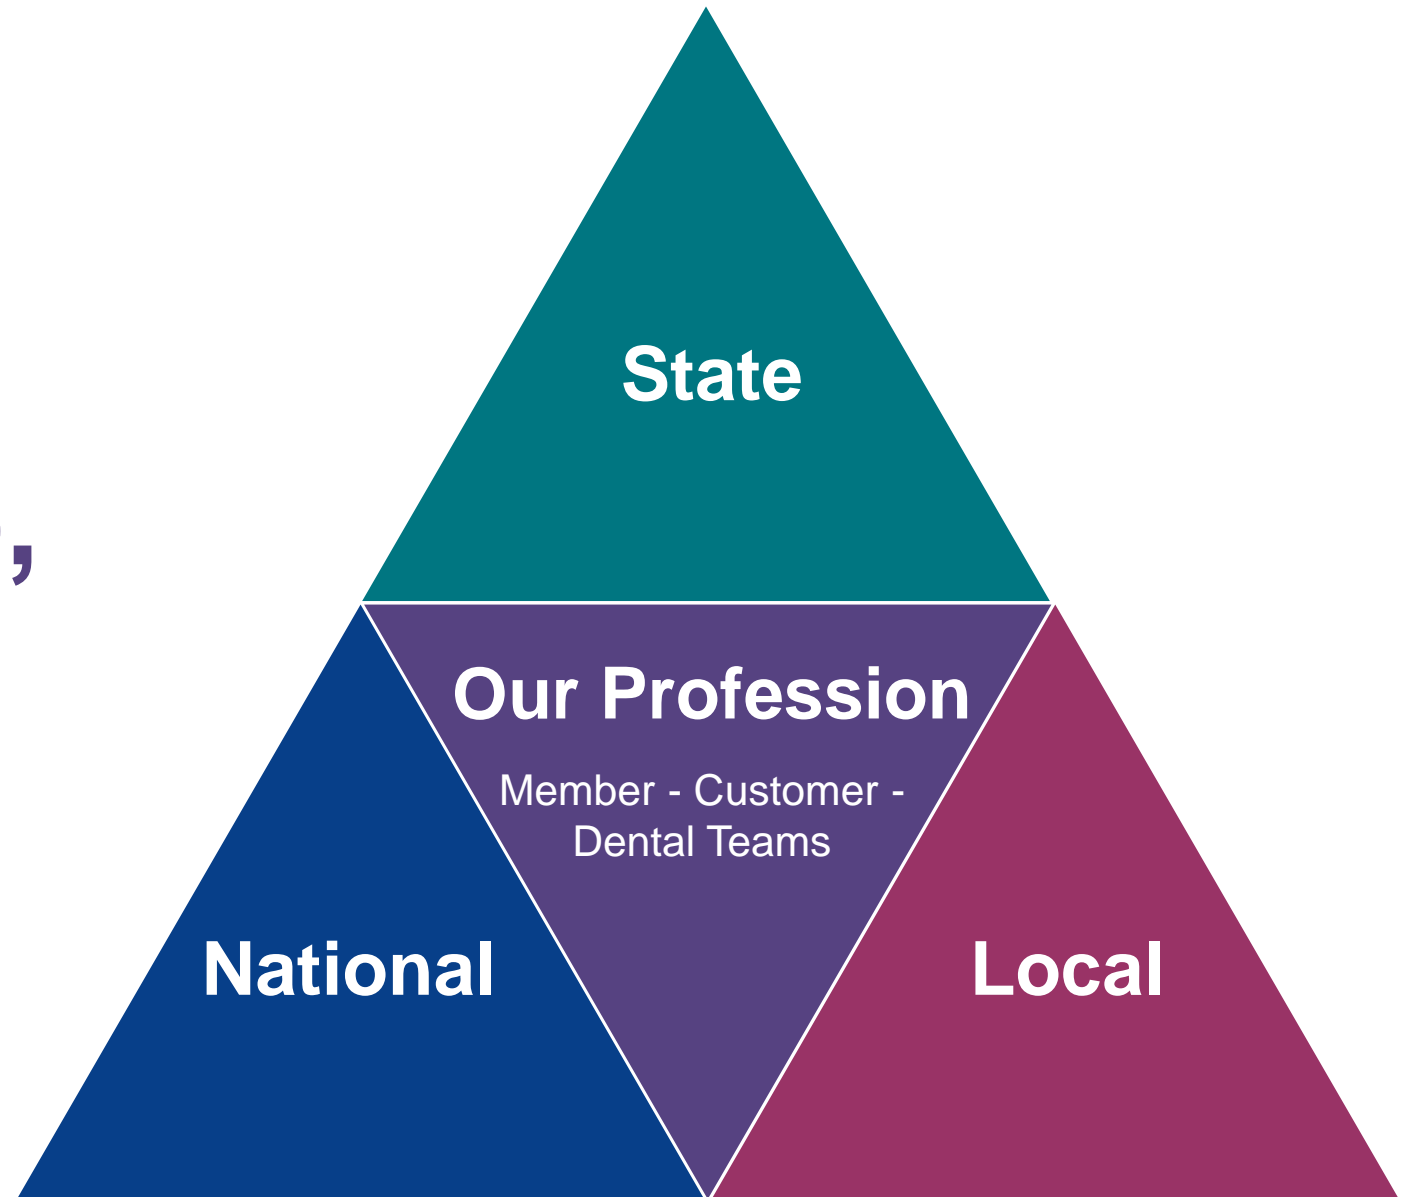 State
,
Our Profession
Member - Customer -
Dental Teams
National
Local